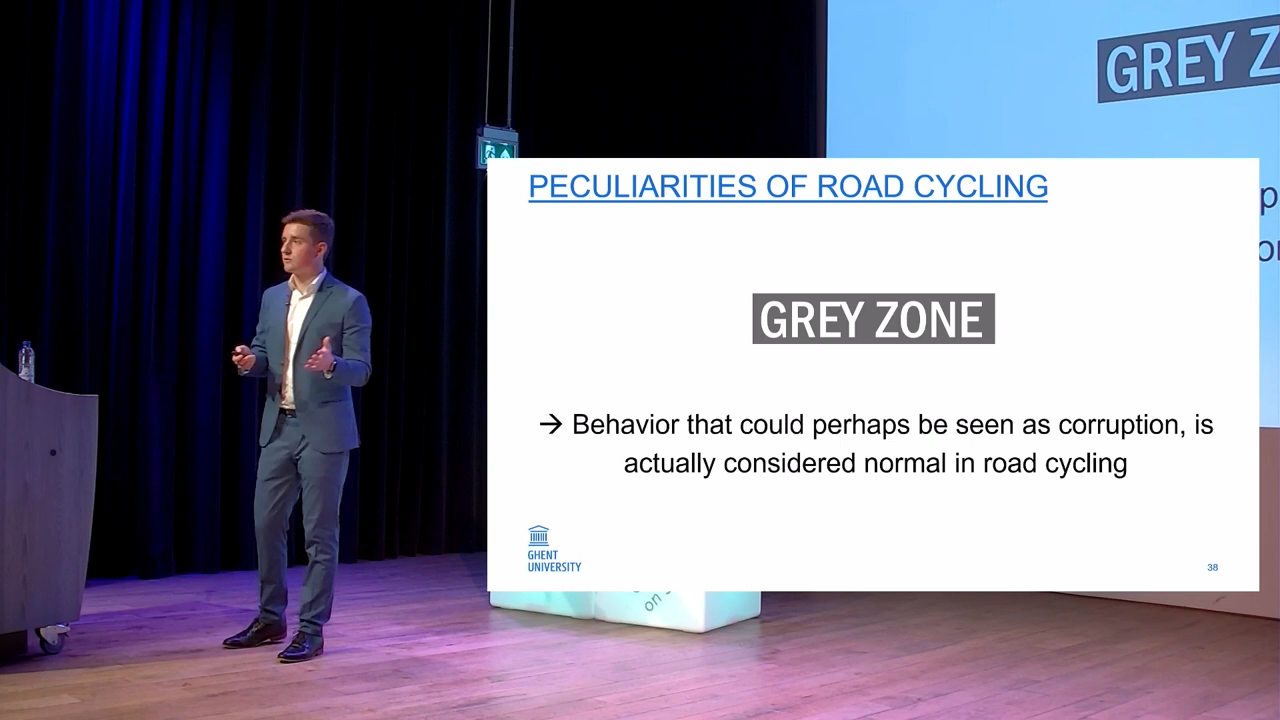 GREY Z
PECULIARITIES OF ROAD CYCLING
GREY ZONE
→ Behavior that could perhaps be seen as corruption, is
actually considered normal in road cycling
GHENT
UNIVERSITY
38
on